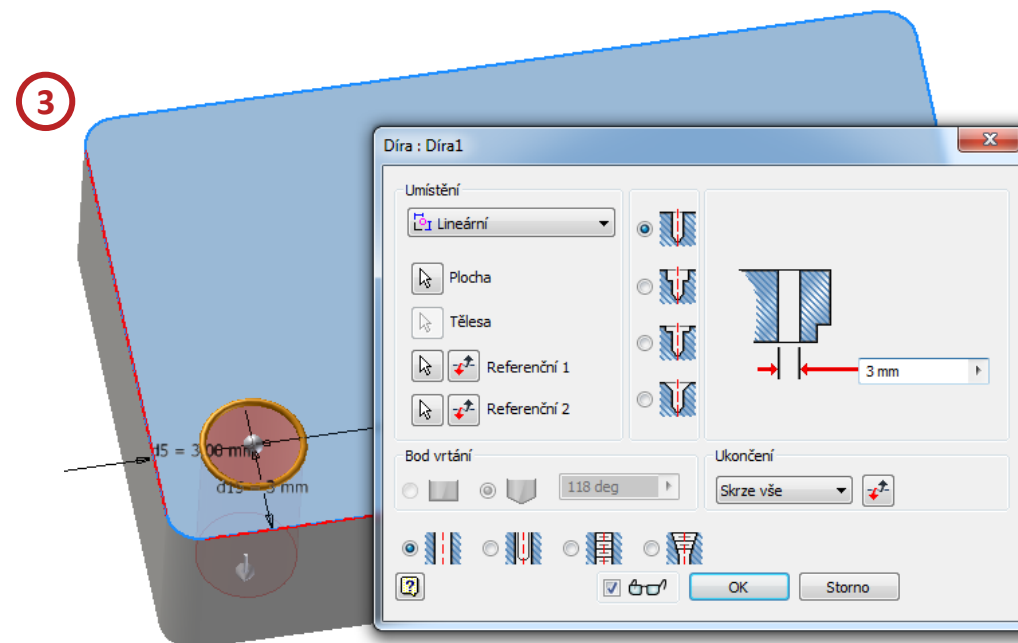 3
Díra : Díra1
Umístění
Lineární
Plocha
Tělesa
Referenční 1
Referenční 2
3 mm
d5 = 3,00 mm
3 mm
Bod vrtání
118 deg
Ukončení
Skrze vše
OK
Storno